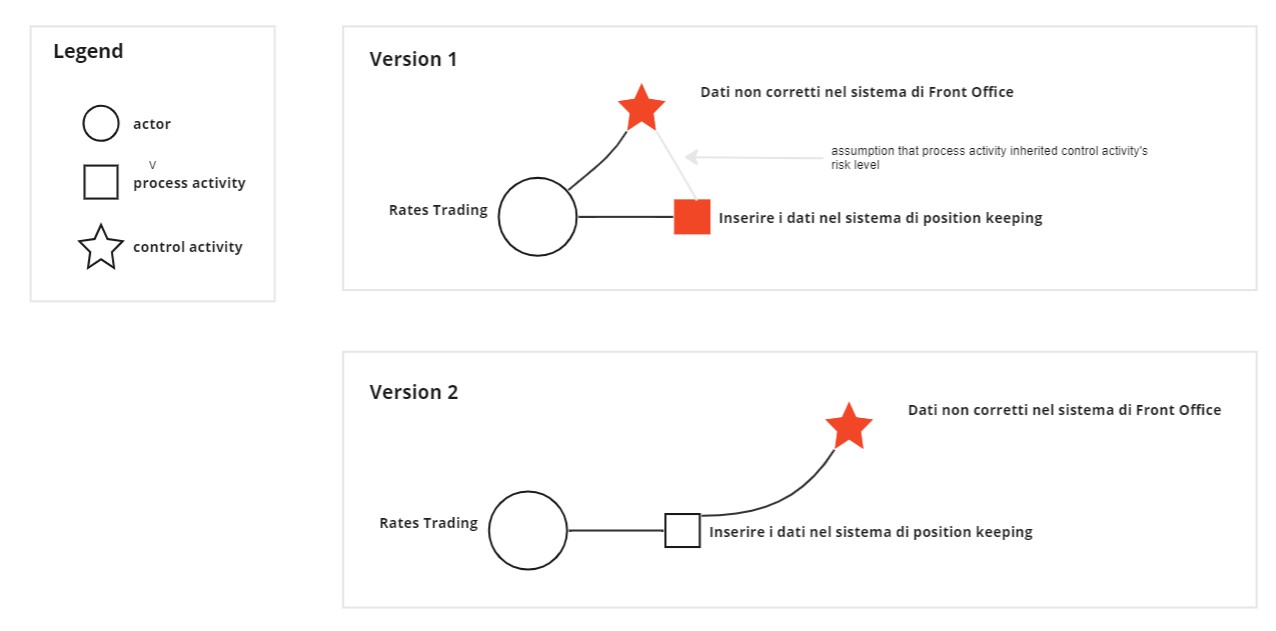 Legend
actor
v
process activity
control activity
Version 1
Dati non corretti nel sistema di Front Office
assumption that process activity inherited control activity's
risk level
Rates Trading
Inserire i dati nel sistema di position keeping
Version 2
Dati non corretti nel sistema di Front Office
Rates Trading
Inserire i dati nel sistema di position keeping